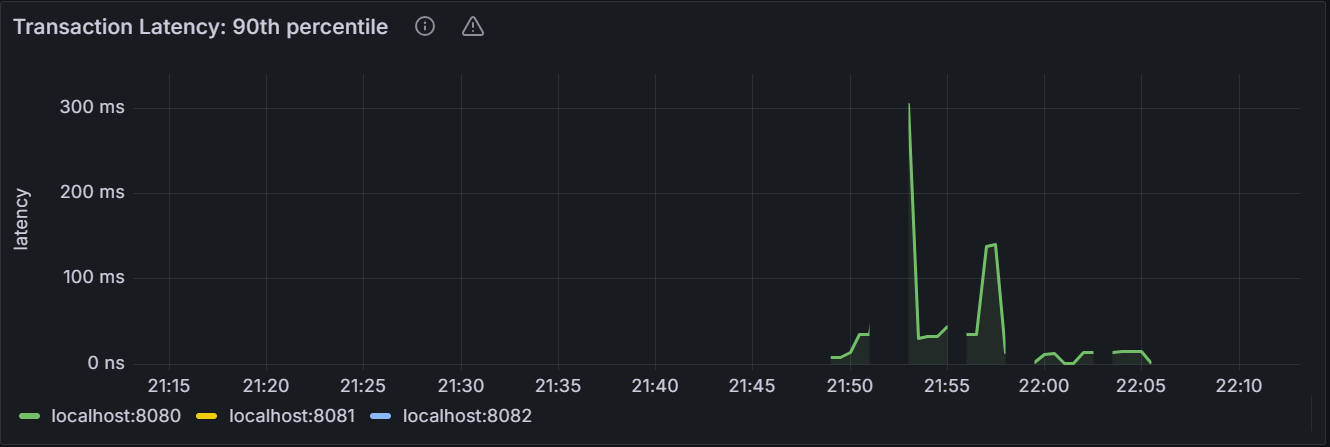 Transaction Latency: 90th percentile
300 ms
200 ms
100 ms
0 ns
latency
21:15 21:20 21:25 21:30 21:35 21:40 21:45 21:50 21:55 22:00 22:05 22:10
localhost:8080 localhost:8081 localhost:8082